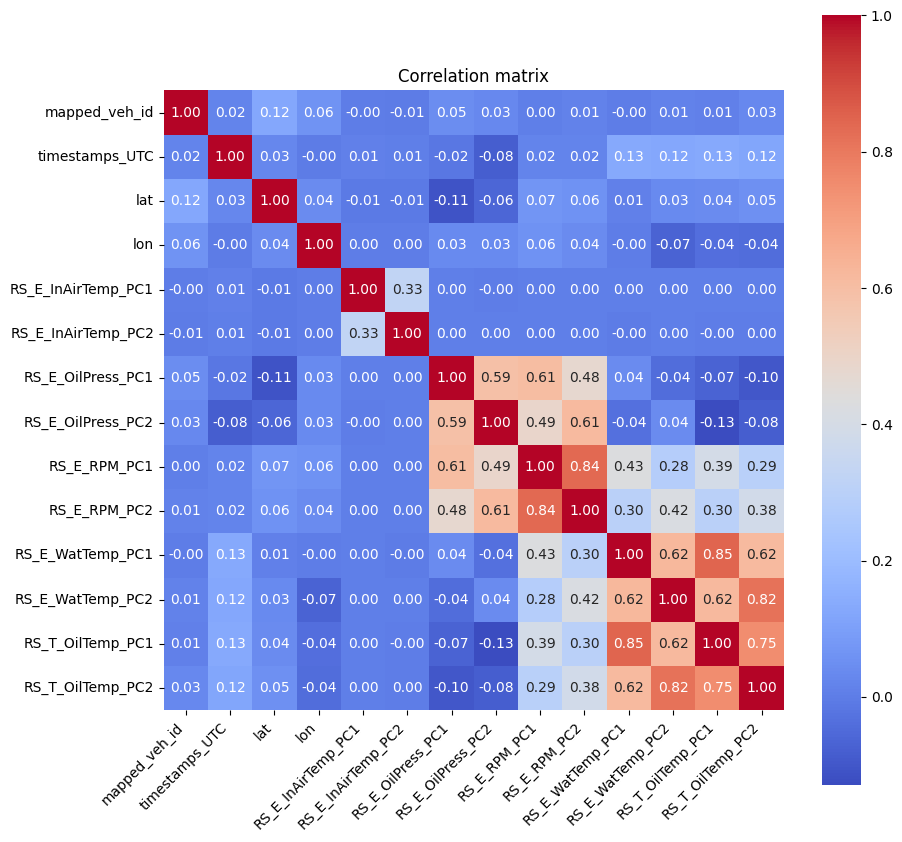 Correlation matrix
mapped_veh_id 1.00 0.02 0.12 0.06 -0.00 -0.01 0.05 0.03 0.00 0.01 -0.00 0.01 0.01 0.03
timestamps_UTC 0.02 1.00 0.03 -0.00 0.01 0.01 -0.02 -0.08 0.02 0.02 0.13 0.12 0.13 0.12
lat 0.12 0.03 1.00 0.04 -0.01 -0.01 -0.11 -0.06 0.07 0.06 0.01 0.03 0.04 0.05
lon 0.06 -0.00 0.04 1.00 0.00 0.00 0.03 0.03 0.06 0.04 -0.00 -0.07 -0.04 -0.04
RS_E_InAirTemp_PC1 -0.00 0.01 -0.01 0.00 1.00 0.33 0.00 -0.00 0.00 0.00 0.00 0.00 0.00 0.00
RS_E_InAirTemp_PC2 -0.01 0.01 -0.01 0.00 0.33 1.00 0.00 0.00 0.00 0.00 -0.00 0.00 -0.00 0.00
RS_E_OilPress_PC1 0.05 -0.02 -0.11 0.03 0.00 0.00 1.00 0.59 0.61 0.48 0.04 -0.04 -0.07 -0.10
RS_E_OilPress_PC2 0.03 -0.08 -0.06 0.03 -0.00 0.00 0.59 1.00 0.49 0.61 -0.04 0.04 -0.13 -0.08
RS_E_RPM_PC1 0.00 0.02 0.07 0.06 0.00 0.00 0.61 0.49 1.00 0.84 0.43 0.28 0.39 0.29
RS_E_RPM_PC2 0.01 0.02 0.06 0.04 0.00 0.00 0.48 0.61 0.84 1.00 0.30 0.42 0.30 0.38
RS_E_WatTemp_PC1 -0.00 0.13 0.01 -0.00 0.00 -0.00 0.04 -0.04 0.43 0.30 1.00 0.62 0.85 0.62
RS_E_WatTemp_PC2 0.01 0.12 0.03 -0.07 0.00 0.00 -0.04 0.04 0.28 0.42 0.62 1.00 0.62 0.82
RS_T_OilTemp_PC1 0.01 0.13 0.04 -0.04 0.00 -0.00 -0.07 -0.13 0.39 0.30 0.85 0.62 1.00 0.75
RS_T_OilTemp_PC2 0.03 0.12 0.05 -0.04 0.00 0.00 -0.10 -0.08 0.29 0.38 0.62 0.82 0.75 1.00
mapped_veh_id
timestamps_UTC
lat
lon
RS_E_InAirTemp_PC1
RS_E_InAirTemp_PC2
RS_E_OilPress_PC1
RS_E_OilPress_PC2
RS_E_RPM_PC1
RS_E_RPM_PC2
RS_E_WatTemp_PC1
RS_E_WatTemp_PC2
RS_T_OilTemp_PC1
RS_T_OilTemp_PC2
1.0
0.8
0.6
0.4
0.2
0.0